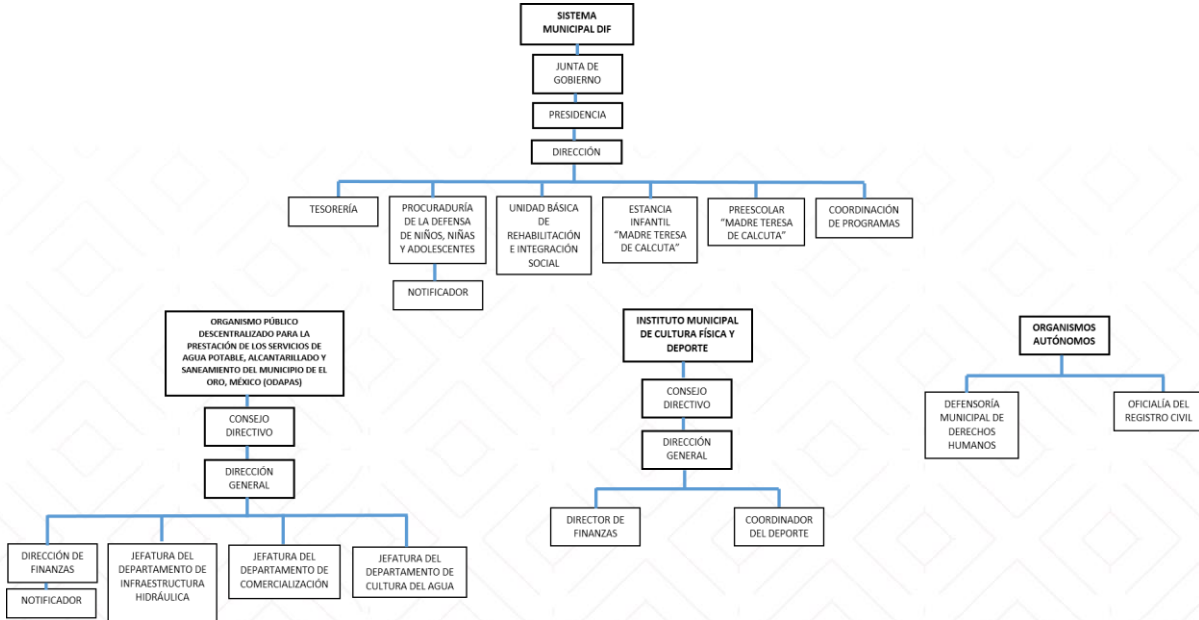 SISTEMA
MUNICIPAL DIF
JUNTA DE
GOBIERNO
PRESIDENCIA
DIRECCIÓN
TESORERÍA
PROCURADURÍA
DE LA DEFENSA
DE NIÑOS, NIÑAS
Y ADOLESCENTES
UNIDAD BÁSICA
DE
REHABILITACIÓN
E INTEGRACIÓN
SOCIAL
ESTANCIA
INFANTIL
“MADRE TERESA
DE CALCUTA”
PREESCOLAR
“MADRE TERESA
DE CALCUTA”
COORDINACIÓN
DE PROGRAMAS
NOTIFICADOR
ORGANISMO PÚBLICO
DESCENTRALIZADO PARA LA
PRESTACIÓN DE LOS SERVICIOS DE
AGUA POTABLE, ALCANTARILLADO Y
SANEAMIENTO DEL MUNICIPIO DE EL
ORO, MÉXICO (ODAPAS)
CONSEJO
DIRECTIVO
DIRECCIÓN
GENERAL
DIRECCIÓN DE
FINANZAS
NOTIFICADOR
JEFATURA DEL
DEPARTAMENTO DE
INFRAESTRUCTURA
HIDRÁULICA
JEFATURA DEL
DEPARTAMENTO DE
COMERCIALIZACIÓN
JEFATURA DEL
DEPARTAMENTO DE
CULTURA DEL AGUA
INSTITUTO MUNICIPAL
DE CULTURA FÍSICA Y
DEPORTE
CONSEJO
DIRECTIVO
DIRECCIÓN
GENERAL
DIRECTOR DE
FINANZAS
COORDINADOR
DEL DEPORTE
ORGANISMOS
AUTÓNOMOS
DEFENSORÍA
MUNICIPAL DE
DERECHOS
HUMANOS
OFICIALÍA DEL
REGISTRO CIVIL